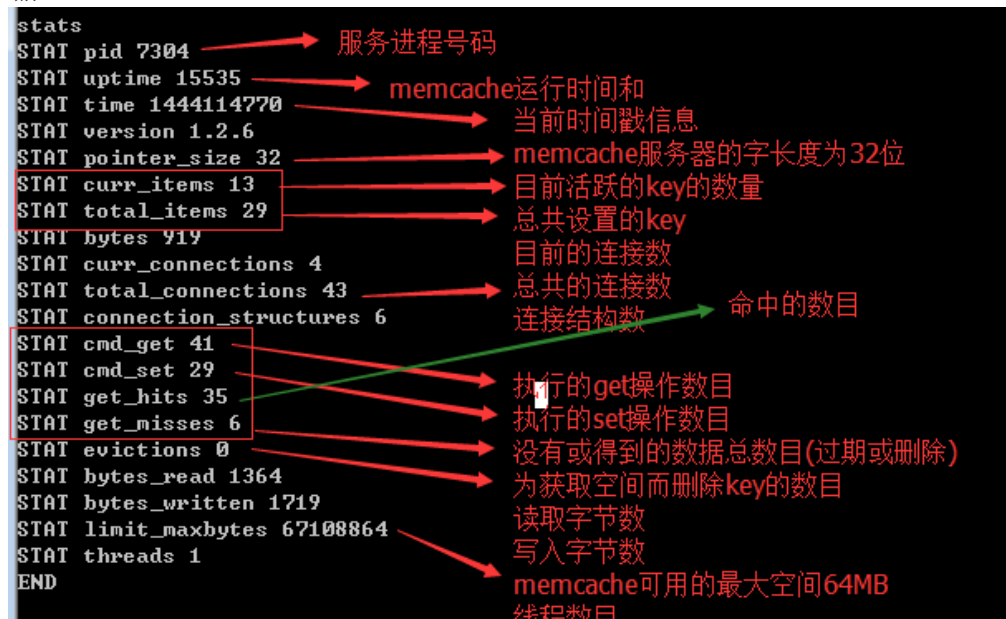 stats
STAT pid 7304
服务进程号码
STAT uptime 15535
memcache运行时间和
STAT time 1444114770
当前时间戳信息
STAT version 1.2.6
STAT pointer_size 32
memcache服务器的字长度为32位
STAT curr_items 13
目前活跃的key的数量
STAT total_items 29
总共设置的key
STAT bytes 919
目前的连接数
STAT curr_connections 4
STAT total_connections 43
总共的连接数
命中的数目
STAT connection_structures 6
连接结构数
STAT cmd_get 41
STAT cmd_set 29
执行的get操作数目
STAT get_hits 35
执行的set操作数目
STAT get_misses 6
没有或得到的数据总数目(过期或删除)
STAT evictions 0
为获取空间而删除key的数目
STAT bytes_read 1364
读取字节数
STAT bytes_written 1719
STAT limit_maxbytes 67108864
写入字节数
STAT threads 1
END
memcache可用的最大空间64MB
线程数目